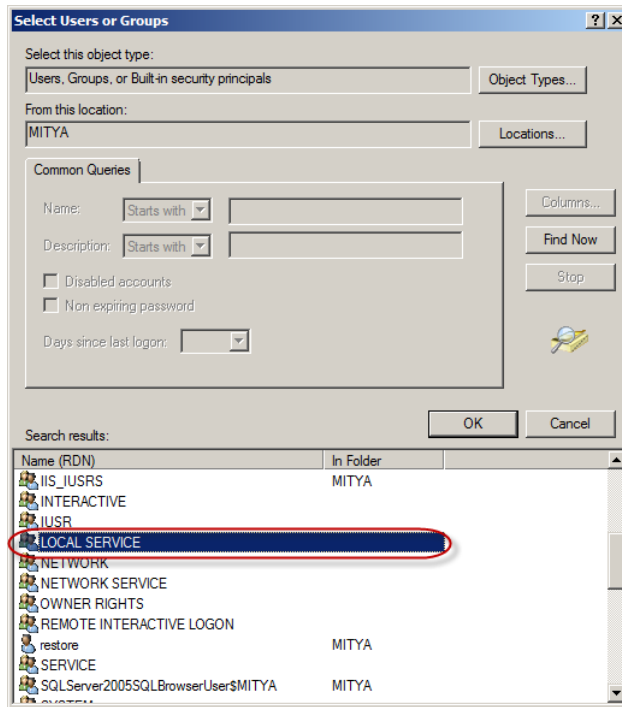 Select Users or Groups
Select this object type:
Users, Groups, or Built-in security principals
Object Types...
From this location:
MITYA
Locations...
Common Queries
Name:
Starts with
Columns...
Description:
Starts with
Find Now
Disabled accounts
Stop
Non expiring password
Days since last logon:
OK
Cancel
Search results:
Name (RDN) In Folder
IIS_IUSRS MITYA
INTERACTIVE
IUSR
LOCAL SERVICE
NETWORK
NETWORK SERVICE
OWNER RIGHTS
REMOTE INTERACTIVE LOGON
restore MITYA
SERVICE
SQLServer2005SQLBrowserUser$MITYA MITYA
SYSTEM